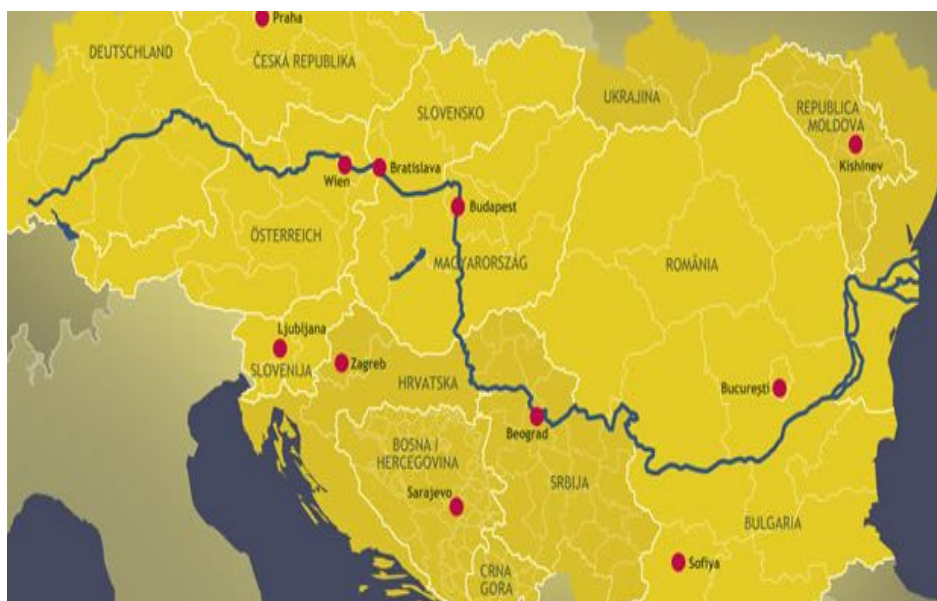 Praha
DEUTSCHLAND
ČESKÁ REPUBLIKA
UKRAJINA
REPUBLICA
MOLDOVA
SLOVENSKO
Kishinev
Wien
Bratislava
Budapest
ÖSTERREICH
MAGYARORSZÁG
ROMÂNIA
Ljubljana
SLOVENIJA
Zagreb
HRVATSKA
București
Beograd
BOSNA I
HERCEGOVINA
SRBIJA
Sarajevo
BULGARIA
Sofiya
CRNA
GORA